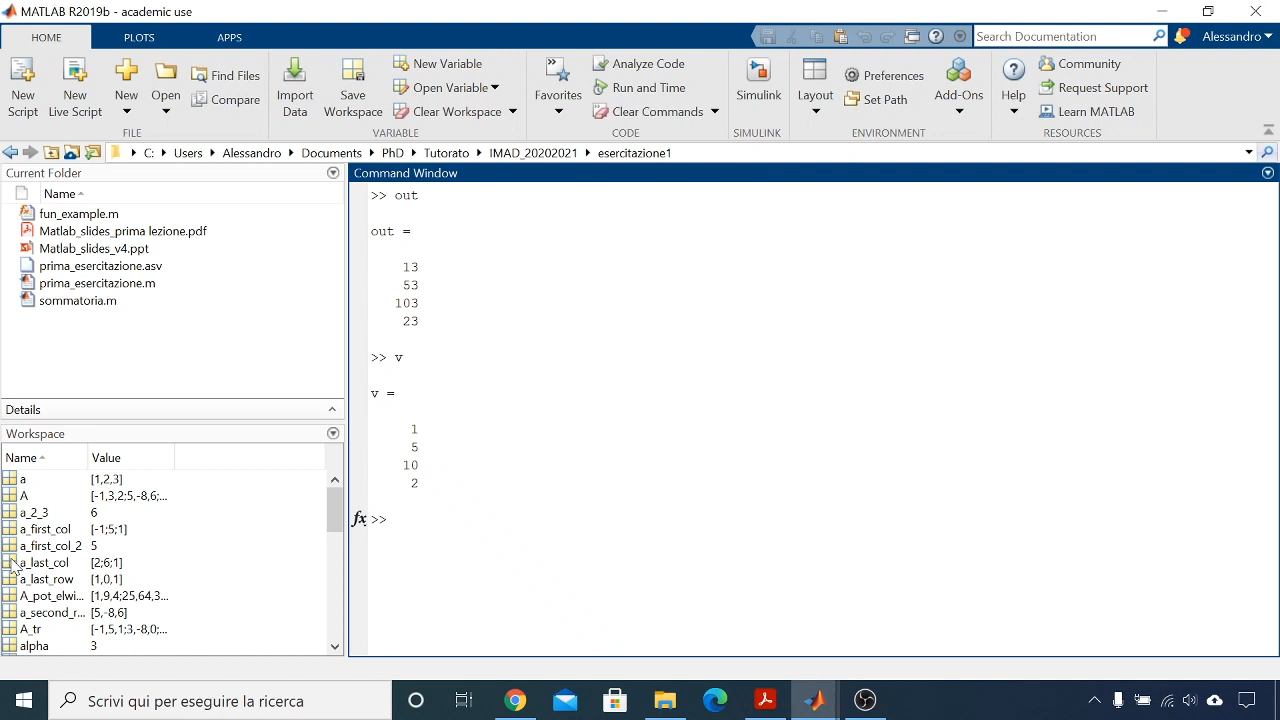 MATLAB R2019b - academic use
HOME PLOTS APPS
Search Documentation
Alessandro
New Script
New Live Script
New
Open
Find Files
Compare
FILE
Import Data
Save Workspace
New Variable
Open Variable
Clear Workspace
VARIABLE
Favorites
Analyze Code
Run and Time
Clear Commands
CODE
Simulink
SIMULINK
Layout
Preferences
Set Path
Add-Ons
ENVIRONMENT
Help
Community
Request Support
Learn MATLAB
RESOURCES
C: Users Alessandro Documents PhD Tutorato IMAD_20202021 esercitazione1
Current Folder
Name
fun_example.m
Matlab_slides_prima lezione.pdf
Matlab_slides_v4.ppt
prima_esercitazione.asv
prima_esercitazione.m
sommatoria.m
Details
Workspace
Name Value
a [1,2,3]
A [-1,3,2;5,-8,6;...
a_2_3 6
a_first_col [-1;5;1]
a_first_col_2 5
a_last_col [2;6;1]
a_last_row [1,0,1]
A_pot_elwi... [1,9,4;25,64,3...
a_second_r... [5,-8,6]
A_tr [-1,5,1;3,-8,0;...
alpha 3
Command Window
>> out
out =
13
53
103
23
>> v
v =
1
5
10
2
fx >>
Scrivi qui per eseguire la ricerca